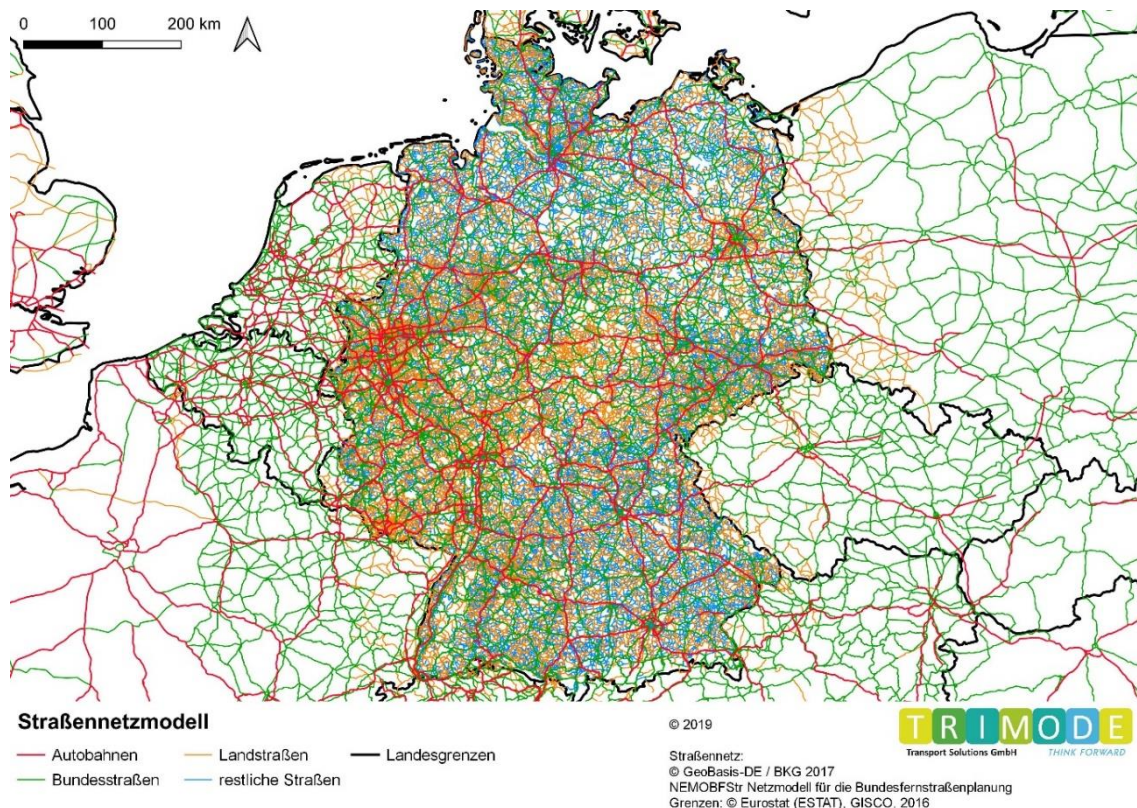 0 100 200 km
Straßennetzmodell
Autobahnen
Landstraßen
Landesgrenzen
Bundesstraßen
restliche Straßen
© 2019
Straßennetz:
© GeoBasis-DE / BKG 2017
NEMOBFStr Netzmodell für die Bundesfernstraßenplanung
Grenzen: © Eurostat (ESTAT), GISCO, 2016
TRIMODE
Transport Solutions GmbH
THINK FORWARD